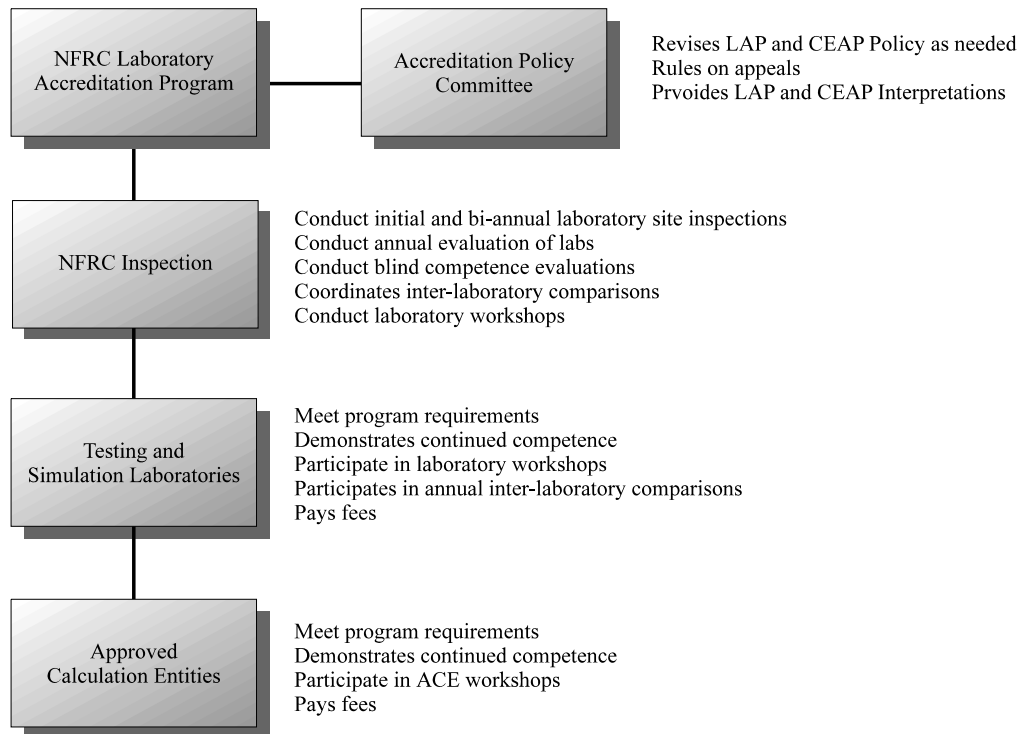 NFRC Laboratory
Accreditation Program
Accreditation Policy
Committee
Revises LAP and CEAP Policy as needed
Rules on appeals
Prvoides LAP and CEAP Interpretations
NFRC Inspection
Conduct initial and bi-annual laboratory site inspections
Conduct annual evaluation of labs
Conduct blind competence evaluations
Coordinates inter-laboratory comparisons
Conduct laboratory workshops
Testing and
Simulation Laboratories
Meet program requirements
Demonstrates continued competence
Participate in laboratory workshops
Participates in annual inter-laboratory comparisons
Pays fees
Approved
Calculation Entities
Meet program requirements
Demonstrates continued competence
Participate in ACE workshops
Pays fees